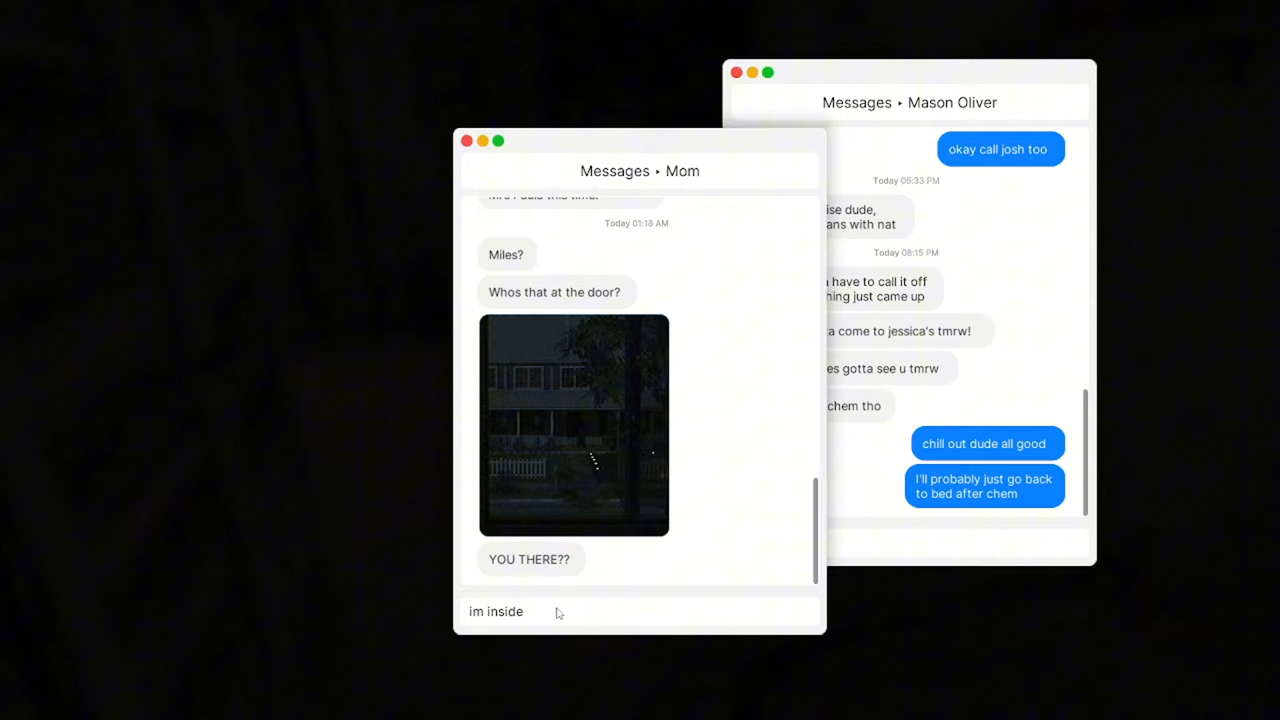 Messages ▸ Mason Oliver
okay call josh too
Today 05:33 PM
ise dude,
ans with nat
Today 08:15 PM
have to call it off
hing just came up
a come to jessica's tmrw!
es gotta see u tmrw
chem tho
chill out dude all good
I'll probably just go back
to bed after chem
Messages ▸ Mom
Today 01:18 AM
Miles?
Whos that at the door?
YOU THERE??
im inside